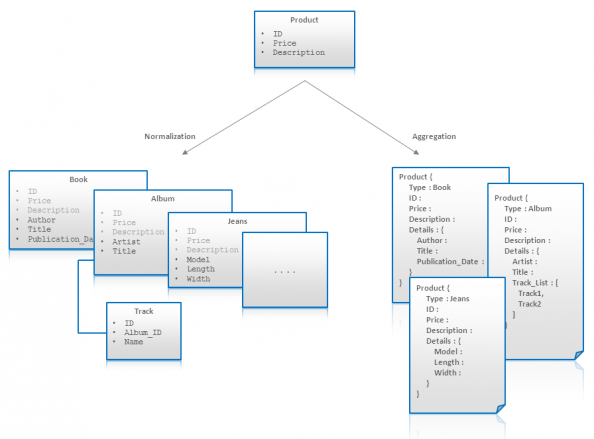 Product
• ID
• Price
• Description
Normalization
Aggregation
Book
• ID
• Price
• Description
• Author
• Title
• Publication_Da
Album
• ID
• Price
• Description
• Artist
• Title
Jeans
• ID
• Price
• Description
• Model
• Length
• Width
. . . .
Track
• ID
• Album_ID
• Name
Product {
Type : Book
ID :
Price :
Description :
Details : {
Author :
Title :
Publication_Date :
}
}
Product {
Type : Album
ID :
Price :
Description :
Details : {
Artist :
Title :
Track_List : [
Track1,
Track2
]
}
Product {
Type : Jeans
ID :
Price :
Description :
Details : {
Model :
Length :
Width :
}
}